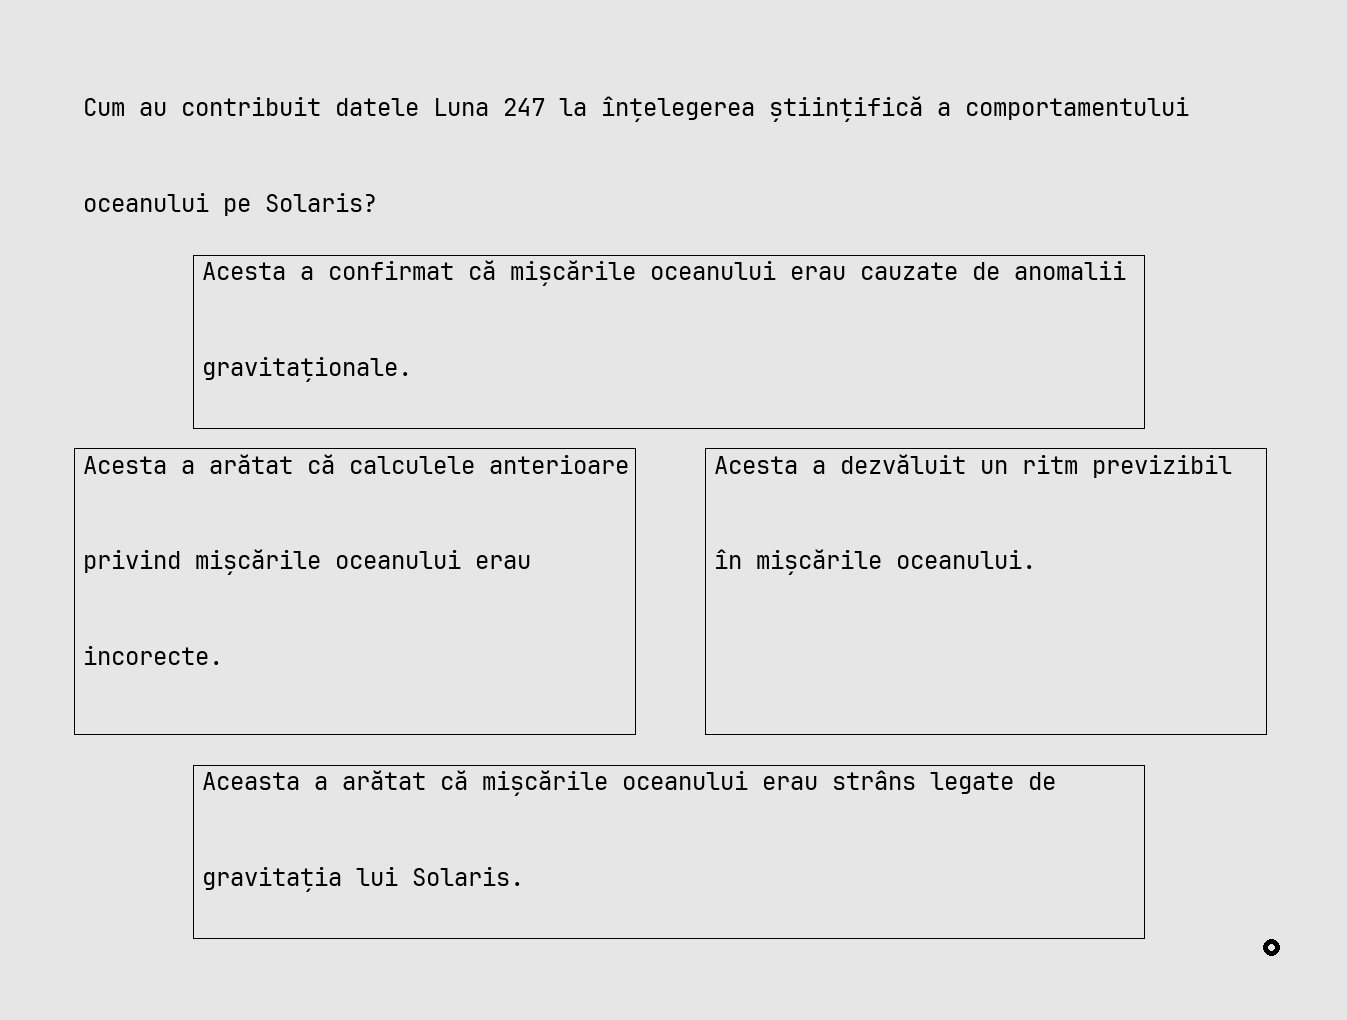 Cum au contribuit datele Luna 247 la înțelegerea științifică a comportamentului
oceanului pe Solaris?
Acesta a confirmat că mișcările oceanului erau cauzate de anomalii
gravitaționale.
Acesta a arătat că calculele anterioare
privind mișcările oceanului erau
incorecte.
Acesta a dezvăluit un ritm previzibil
în mișcările oceanului.
Aceasta a arătat că mișcările oceanului erau strâns legate de
gravitația lui Solaris.